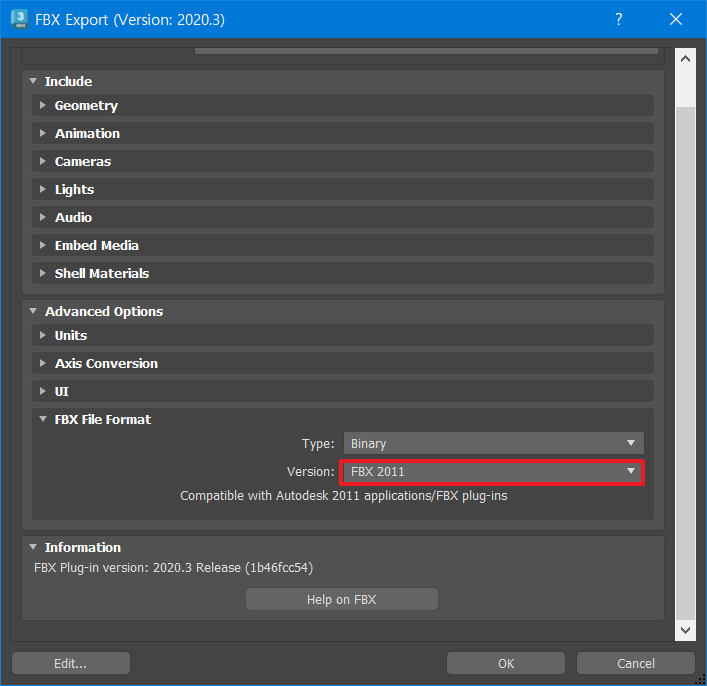 FBX Export (Version: 2020.3)
Include
Geometry
Animation
Cameras
Lights
Audio
Embed Media
Shell Materials
Advanced Options
Units
Axis Conversion
UI
FBX File Format
Type: Binary
Version: FBX 2011
Compatible with Autodesk 2011 applications/FBX plug-ins
Information
FBX Plug-in version: 2020.3 Release (1b46fcc54)
Help on FBX
Edit... OK Cancel